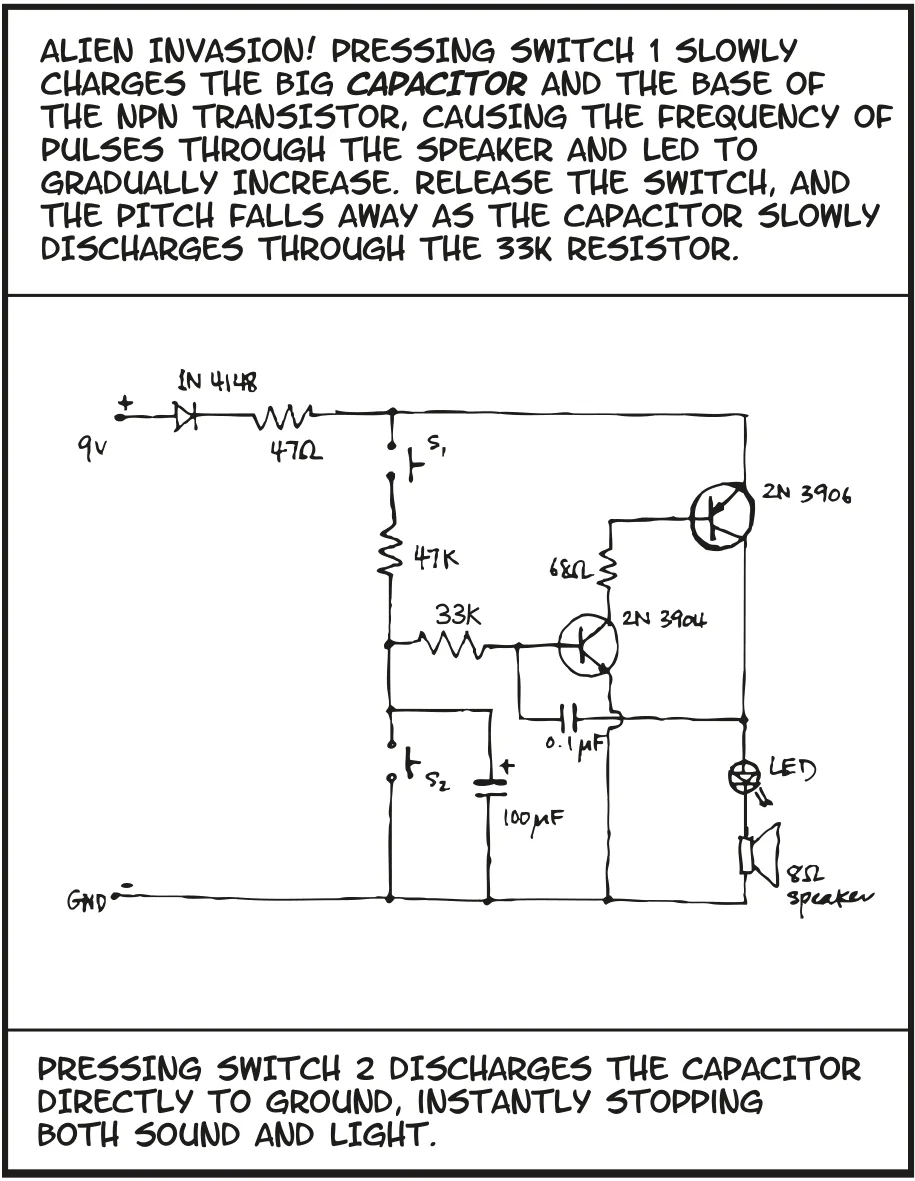 ALIEN INVASION! PRESSING SWITCH 1 SLOWLY
CHARGES THE BIG CAPACITOR AND THE BASE OF
THE NPN TRANSISTOR, CAUSING THE FREQUENCY OF
PULSES THROUGH THE SPEAKER AND LED TO
GRADUALLY INCREASE. RELEASE THE SWITCH, AND
THE PITCH FALLS AWAY AS THE CAPACITOR SLOWLY
DISCHARGES THROUGH THE 33K RESISTOR.
1N 4148
+
9V
47Ω
S1
2N 3906
47K
68Ω
33K
2N 3904
0.1µF
S2
+
100µF
LED
8Ω
speaker
GND -
PRESSING SWITCH 2 DISCHARGES THE CAPACITOR
DIRECTLY TO GROUND, INSTANTLY STOPPING
BOTH SOUND AND LIGHT.